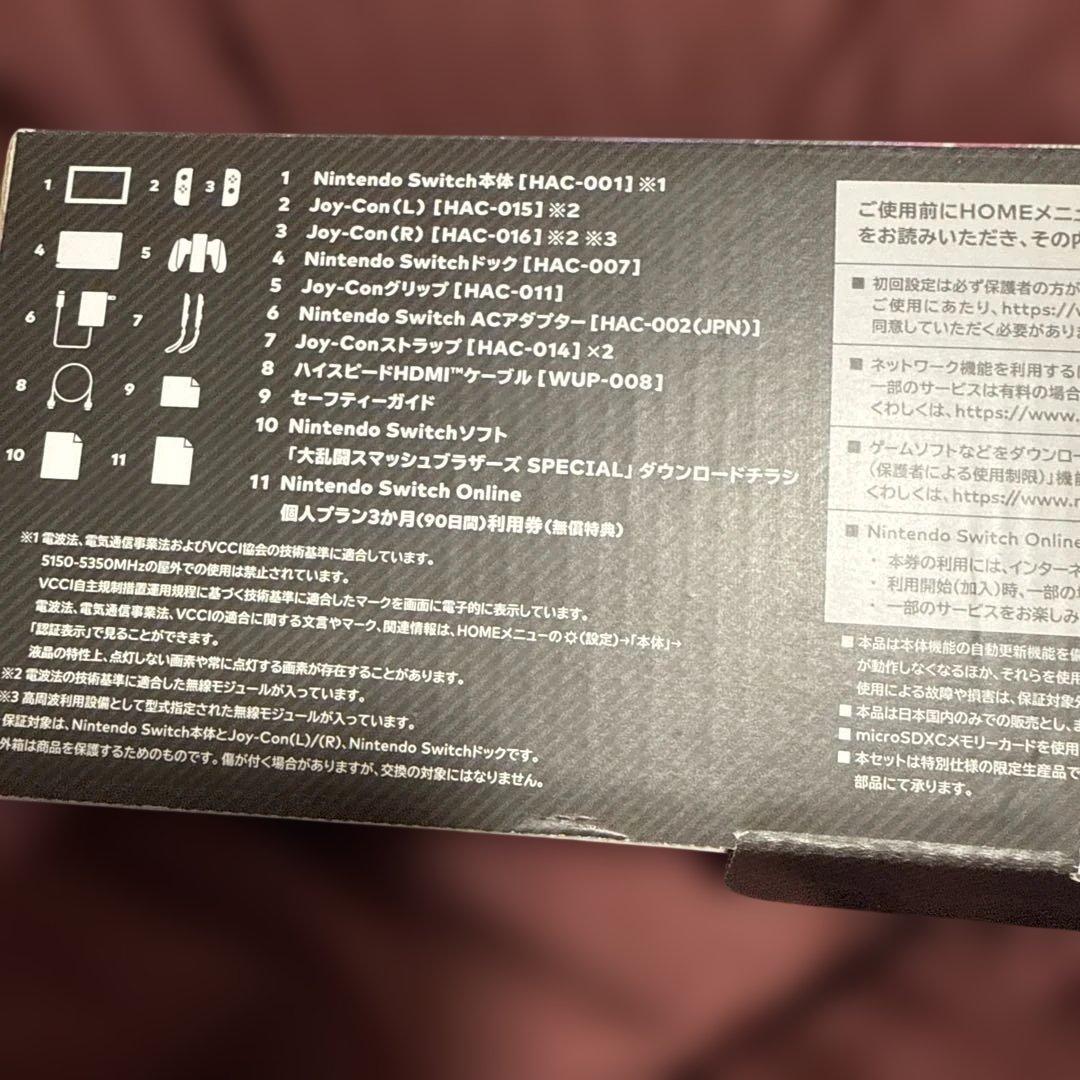 1
2
3
4
5
6
7
8
9
10
11
1 Nintendo Switch本体[HAC-001]※1
2 Joy-Con(L) [HAC-015]※2
3 Joy-Con(R) [HAC-016]※2 ※3
4 Nintendo Switchドック[HAC-007]
5 Joy-Conグリップ[HAC-011]
6 Nintendo Switch ACアダプター[HAC-002(JPN)]
7 Joy-Conストラップ[HAC-014]×2
8 ハイスピードHDMI™ケーブル[WUP-008]
9 セーフティーガイド
10 Nintendo Switchソフト
「大乱闘スマッシュブラザーズ SPECIAL」ダウンロードチラシ
11 Nintendo Switch Online
個人プラン3か月(90日間)利用券(無償特典)
※1 電波法、電気通信事業法およびVCCI協会の技術基準に適合しています。
5150-5350MHzの屋外での使用は禁止されています。
VCCI自主規制措置運用規程に基づく技術基準に適合したマークを画面に電子的に表示しています。
電波法、電気通信事業法、VCCIの適合に関する文言やマーク、関連情報は、HOMEメニューの(設定)→「本体」→
「認証表示」で見ることができます。
液晶の特性上、点灯しない画素や常に点灯する画素が存在することがあります。
※2 電波法の技術基準に適合した無線モジュールが入っています。
※3 高周波利用設備として型式指定された無線モジュールが入っています。
保証対象は、Nintendo Switch本体とJoy-Con(L)/(R)、Nintendo Switchドックです。
外箱は商品を保護するためのものです。傷が付く場合がありますが、交換の対象にはなりません。
ご使用前にHOMEメニュ
をお読みいただき、その内
■ 初回設定は必ず保護者の方が
ご使用にあたり、https://
同意していただく必要があり
■ ネットワーク機能を利用する
一部のサービスは有料の場合
くわしくは、https://www.
■ ゲームソフトなどをダウンロー
(保護者による使用制限)」機能
くわしくは、https://www.
■ Nintendo Switch Online
・ 本券の利用には、インターネ
・ 利用開始(加入)時、一部の
・ 一部のサービスをお楽しみ
■ 本品は本体機能の自動更新機能を
が動作しなくなるほか、それらを使用
使用による故障や損害は、保証対象
■ 本品は日本国内のみでの販売とし、
■ microSDXCメモリーカードを使用
■ 本セットは特別仕様の限定生産品で
部品にて承ります。